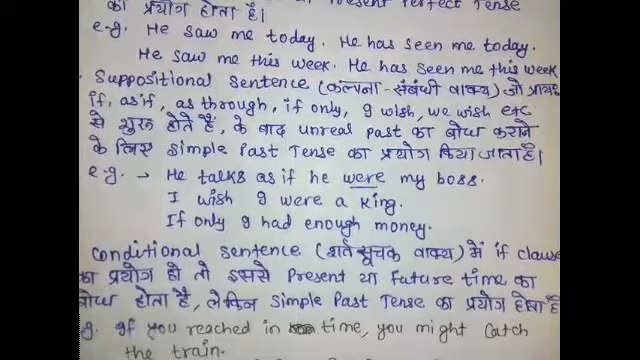 का प्रयोग होता है। Present Perfect Tense
e.g. He saw me today. He has seen me today.
He saw me this week. He has seen me this week
Suppositional sentence (कल्पना-संबंधी वाक्य) जो प्रायः
if, as if, as through, if only, I wish, we wish etc
से शुरू होते हैं, के बाद unreal past का बोध कराने
के लिए Simple Past Tense का प्रयोग किया जाता है।
e.g. → He talks as if he were my boss.
I wish I were a king.
If only I had enough money.
Conditional sentence (शर्त सूचक वाक्य) में if clause
का प्रयोग हो तो इससे Present या Future time का
बोध होता है, लेकिन Simple Past Tense का प्रयोग होता है
g. If you reached in time, you might catch
the train.